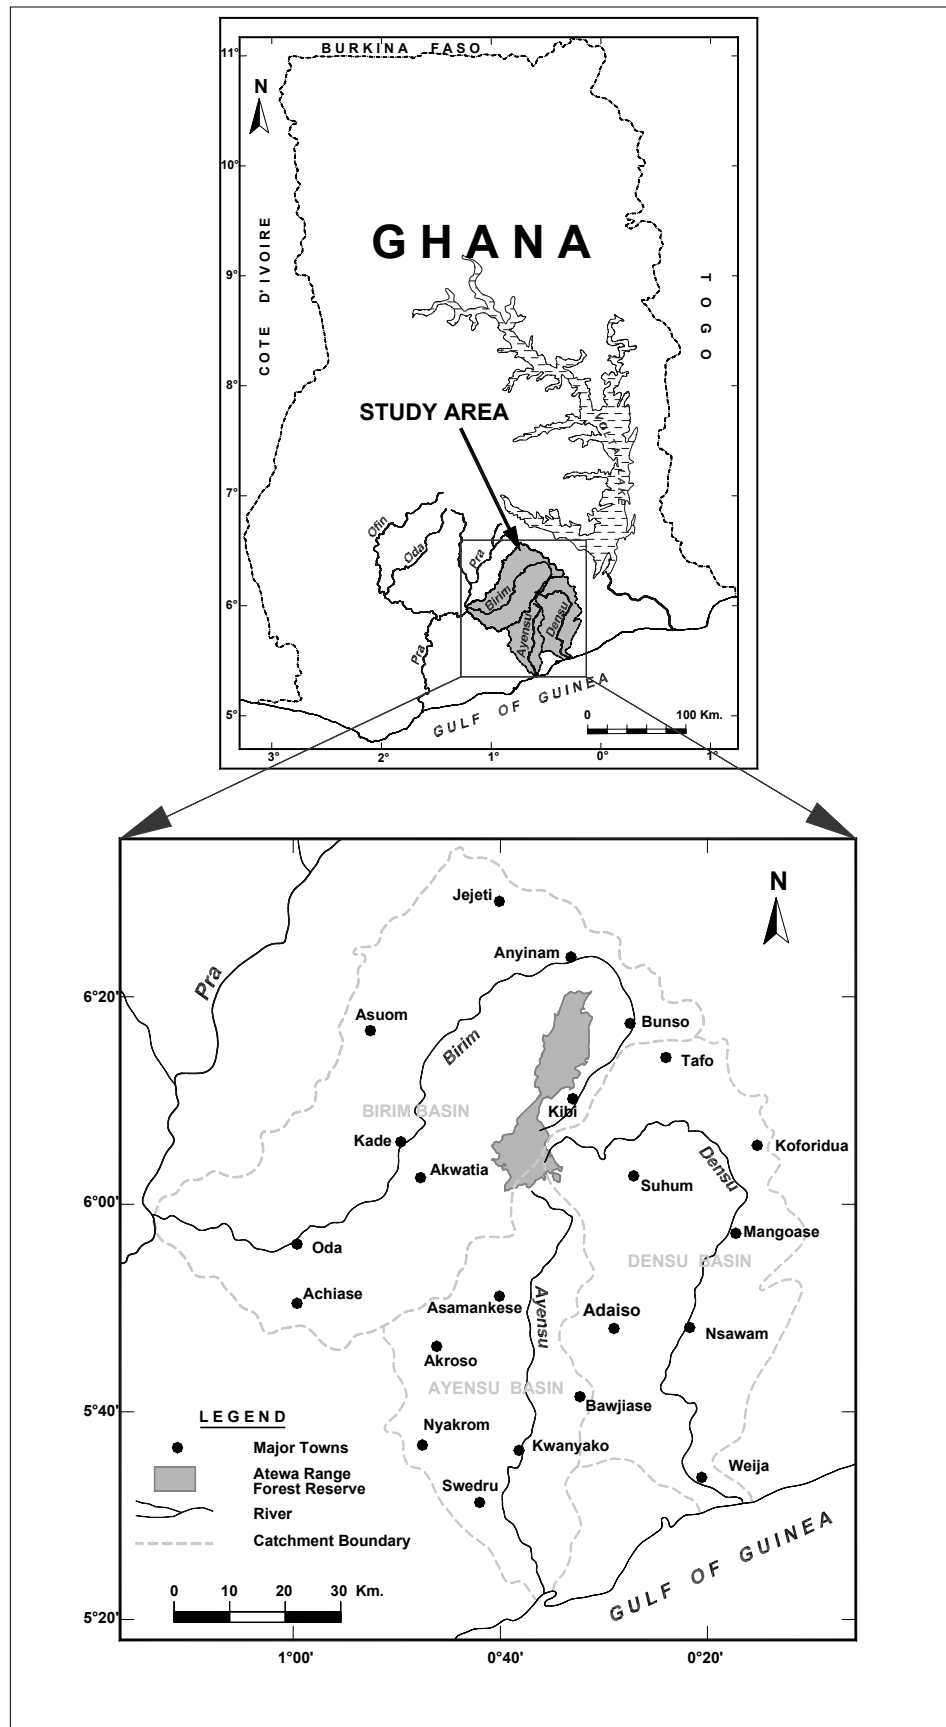 BURKINA FASO
11°
N
10°
COTE D'IVOIRE
GHANA
TOGO
9°
8°
STUDY AREA
7°
Ofin
Oda
Pra
Birim
6°
Ayensu
Densu
Pra
GULF OF GUINEA
5°
0 100 Km.
3° 2° 1° 0° 1°
N
Jejeti
Anyinam
Pra
6°20'
Asuom
Bunso
Birim
Tafo
BIRIM BASIN
Kibi
Kade
Koforidua
Akwatia
Densu
Suhum
6°00'
Mangoase
Oda
DENSU BASIN
Achiase
Asamankese
Ayensu
Adaiso
Nsawam
Akroso
AYENSU BASIN
5°40'
Bawjiase
LEGEND
Nyakrom
Major Towns
Kwanyako
Weija
Atewa Range
Forest Reserve
Swedru
River
Catchment Boundary
GULF OF GUINEA
0 10 20 30 Km.
5°20'
1°00' 0°40' 0°20'